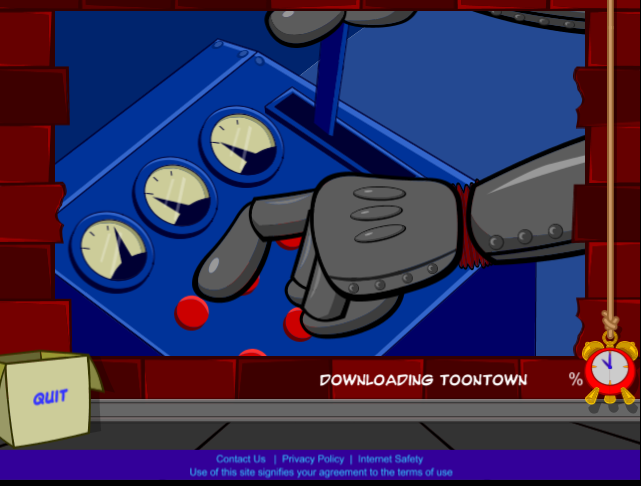 QUIT
DOWNLOADING TOONTOWN %
Contact Us | Privacy Policy | Internet Safety
Use of this site signifies your agreement to the terms of use